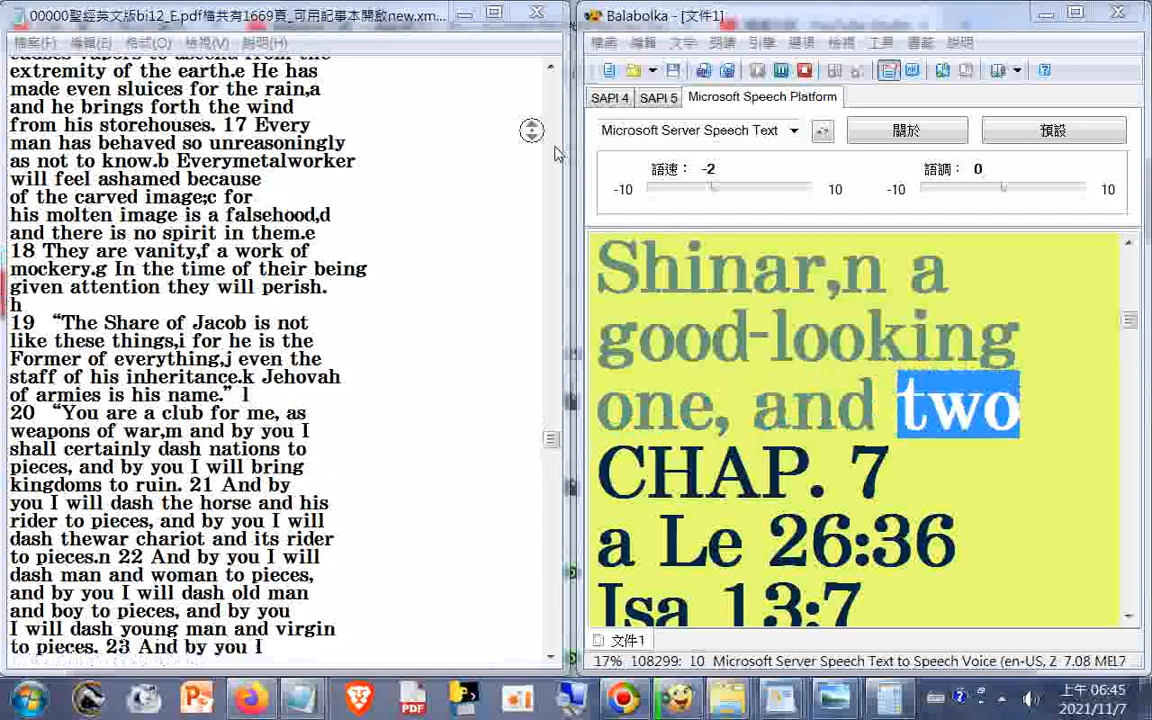 00000聖經英文版bi12_E.pdf檔共有1669頁_可用記事本開啟new.xm...
檔案(F) 編輯(E) 格式(O) 檢視(V) 說明(H)
causes vapors to ascend from the
extremity of the earth.e He has
made even sluices for the rain,a
and he brings forth the wind
from his storehouses. 17 Every
man has behaved so unreasoningly
as not to know.b Everymetalworker
will feel ashamed because
of the carved image;c for
his molten image is a falsehood,d
and there is no spirit in them.e
18 They are vanity,f a work of
mockery.g In the time of their being
given attention they will perish.
h
19 “The Share of Jacob is not
like these things,i for he is the
Former of everything,j even the
staff of his inheritance.k Jehovah
of armies is his name.” l
20 “You are a club for me, as
weapons of war,m and by you I
shall certainly dash nations to
pieces, and by you I will bring
kingdoms to ruin. 21 And by
you I will dash the horse and his
rider to pieces, and by you I will
dash thewar chariot and its rider
to pieces.n 22 And by you I will
dash man and woman to pieces,
and by you I will dash old man
and boy to pieces, and by you
I will dash young man and virgin
to pieces. 23 And by you I
Balabolka - [文件1]
檔案 編輯 文字 朗讀 引擎 選項 檢視 工具 書籤 說明
SAPI 4 SAPI 5 Microsoft Speech Platform
Microsoft Server Speech Text 關於 預設
語速： -2 語調： 0
-10 10 -10 10
Shinar,n a
good-looking
one, and two
CHAP. 7
a Le 26:36
Isa 13:7
文件1
17% 108299: 10 Microsoft Server Speech Text to Speech Voice (en-US, Z 7.08 МЕ17
PDF
上午 06:45
2021/11/7